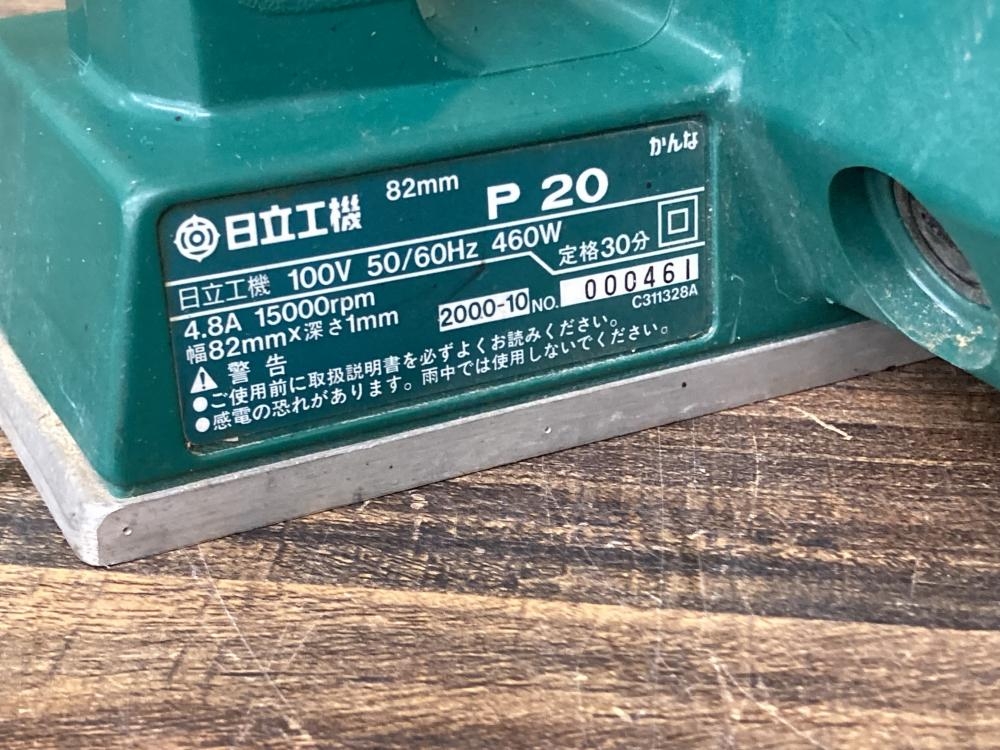 かんな
日立工機 82mm P 20
日立工機 100V 50/60Hz 460W 定格30分
4.8A 15000rpm
幅82mm×深さ1mm 2000-10 NO. 000461
C311328A
警告
●ご使用前に取扱説明書を必ずよくお読みください。
●感電の恐れがあります。雨中では使用しないでください。